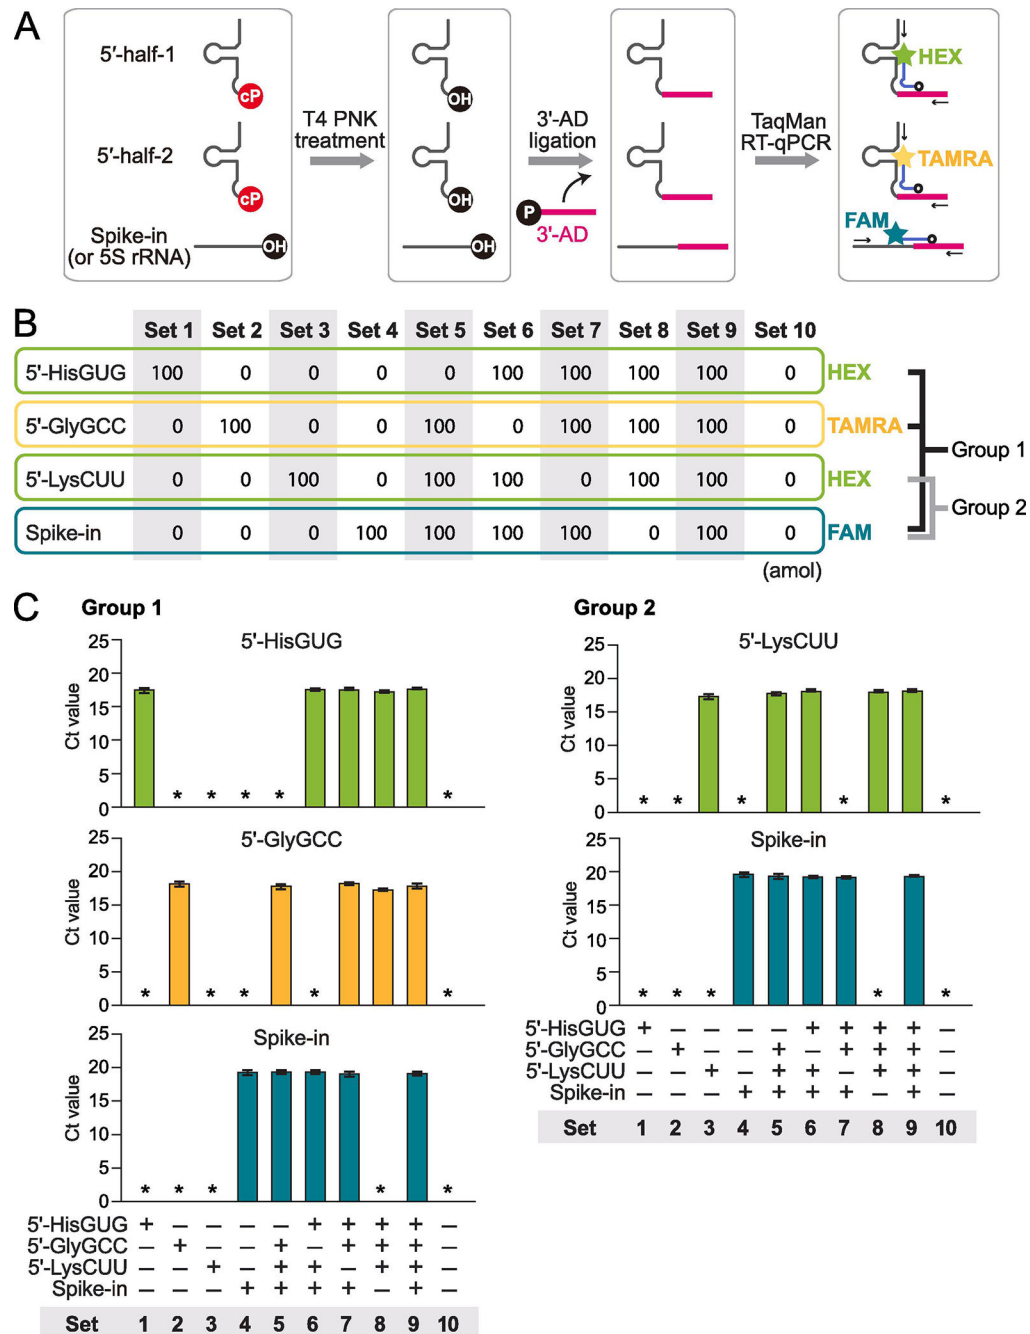 A
5′-half-1
cP
OH
HEX
T4 PNK
treatment
3′-AD
ligation
TaqMan
RT-qPCR
5′-half-2
cP
OH
P
3′-AD
TAMRA
Spike-in
(or 5S rRNA)
OH
OH
FAM
B
Set 1 Set 2 Set 3 Set 4 Set 5 Set 6 Set 7 Set 8 Set 9 Set 10
5′-HisGUG 100 0 0 0 0 100 100 100 100 0 HEX
5′-GlyGCC 0 100 0 0 100 0 100 100 100 0 TAMRA
Group 1
5′-LysCUU 0 0 100 0 100 100 0 100 100 0 HEX
Group 2
Spike-in 0 0 0 100 100 100 100 0 100 0 FAM
(amol)
C
Group 1
5′-HisGUG
Ct value
25
20
15
10
5
0
* * * * *
5′-GlyGCC
Ct value
25
20
15
10
5
0
* * * * *
Spike-in
Ct value
25
20
15
10
5
0
* * * * *
5′-HisGUG + − − − − + + + + −
5′-GlyGCC − + − − + − + + + −
5′-LysCUU − − + − + + − + + −
Spike-in − − − + + + + − + −
Set 1 2 3 4 5 6 7 8 9 10
Group 2
5′-LysCUU
Ct value
25
20
15
10
5
0
* * * * *
Spike-in
Ct value
25
20
15
10
5
0
* * * * *
5′-HisGUG + − − − − + + + + −
5′-GlyGCC − + − − + − + + + −
5′-LysCUU − − + − + + − + + −
Spike-in − − − + + + + − + −
Set 1 2 3 4 5 6 7 8 9 10